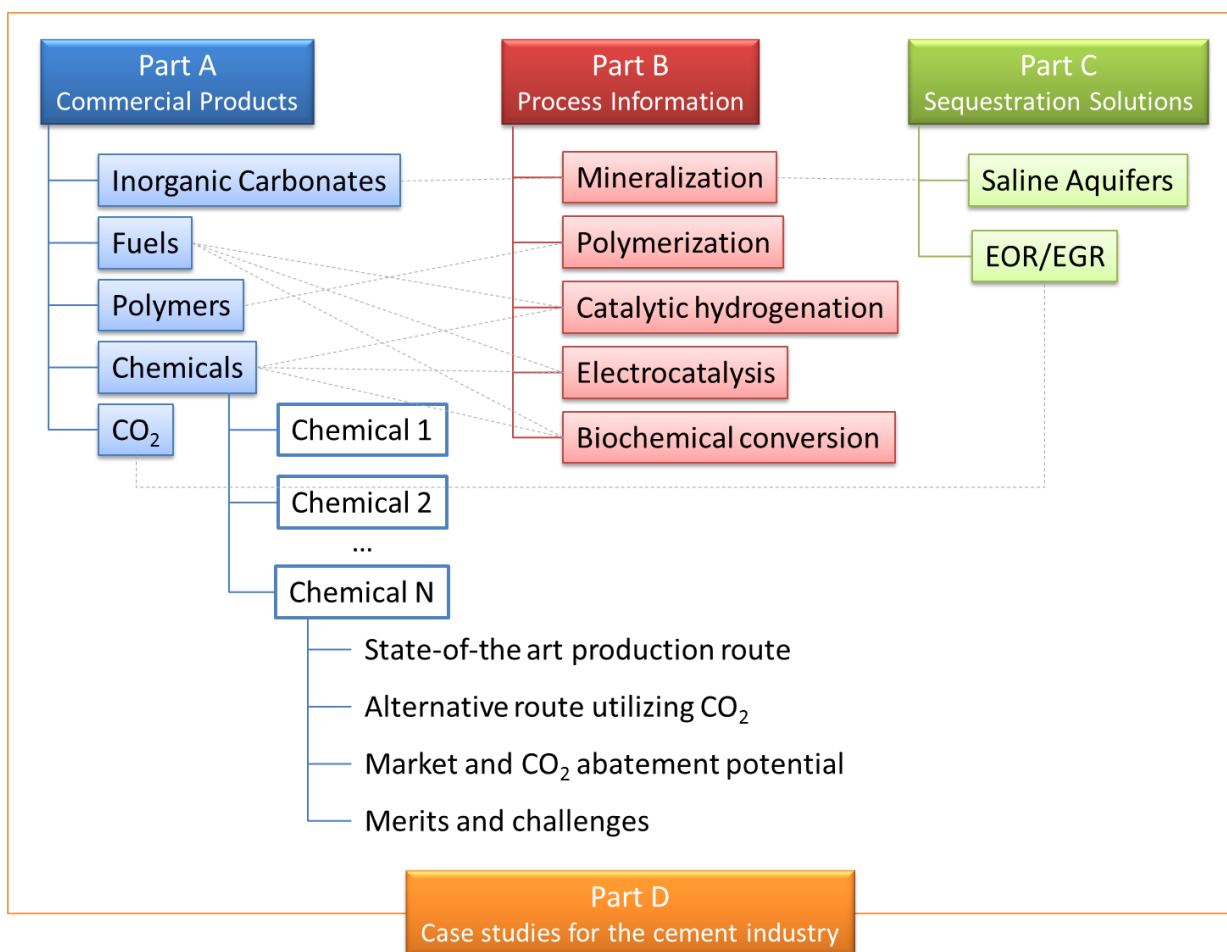 Part A
Commercial Products
Inorganic Carbonates
Fuels
Polymers
Chemicals
CO₂
Chemical 1
Chemical 2
...
Chemical N
State-of-the art production route
Alternative route utilizing CO₂
Market and CO₂ abatement potential
Merits and challenges
Part B
Process Information
Mineralization
Polymerization
Catalytic hydrogenation
Electrocatalysis
Biochemical conversion
Part C
Sequestration Solutions
Saline Aquifers
EOR/EGR
Part D
Case studies for the cement industry